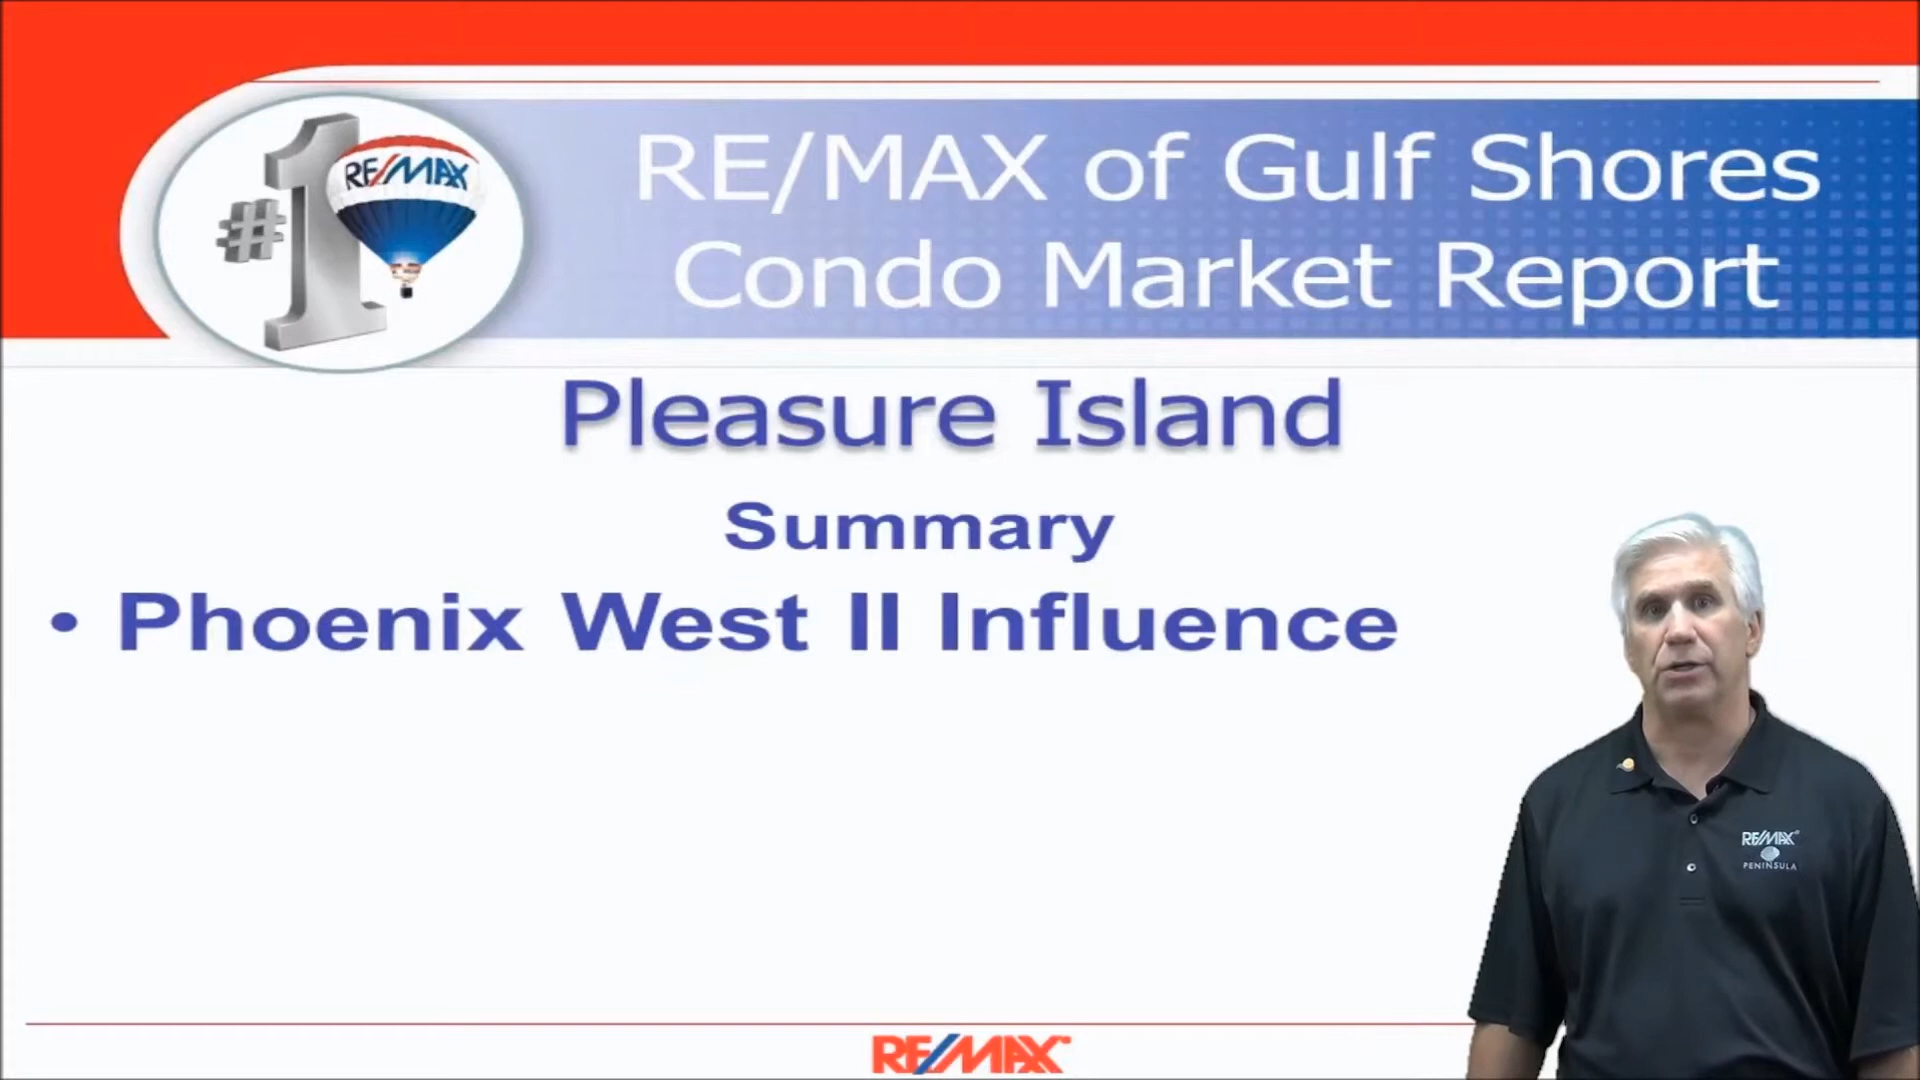 #1
RE/MAX
RE/MAX of Gulf Shores
Condo Market Report
Pleasure Island
Summary
• Phoenix West II Influence
RE/MAX
PENINSULA
RE/MAX